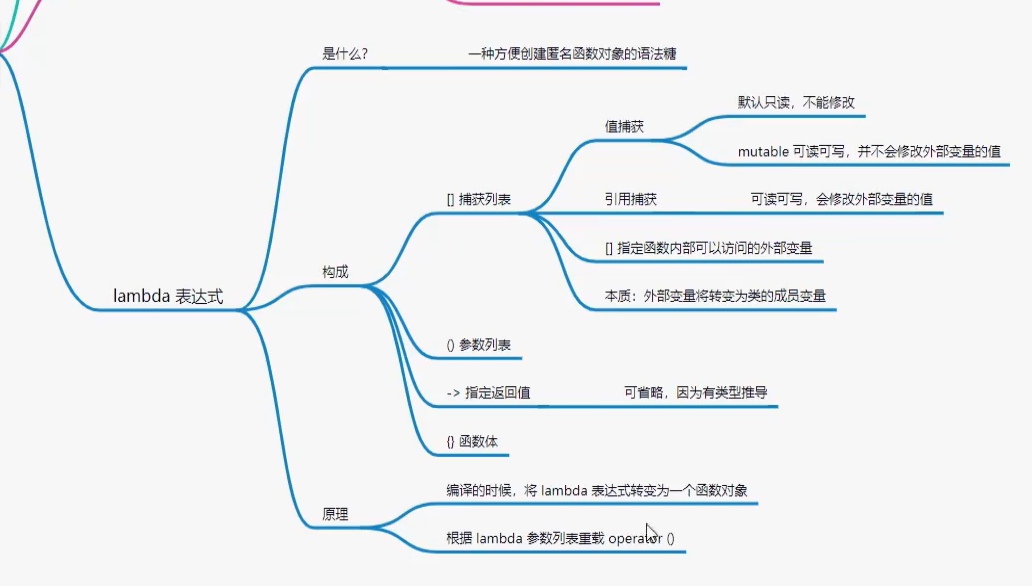 是什么?
一种方便创建匿名函数对象的语法糖
默认只读，不能修改
值捕获
mutable 可读可写，并不会修改外部变量的值
[] 捕获列表
引用捕获
可读可写，会修改外部变量的值
[] 指定函数内部可以访问的外部变量
构成
lambda 表达式
本质：外部变量将转变为类的成员变量
() 参数列表
-> 指定返回值
可省略，因为有类型推导
{} 函数体
编译的时候，将 lambda 表达式转变为一个函数对象
原理
根据 lambda 参数列表重载 operator ()